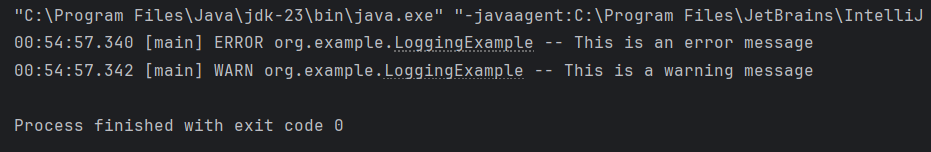 "C:\Program Files\Java\jdk-23\bin\java.exe" "-javaagent:C:\Program Files\JetBrains\IntelliJ
00:54:57.340 [main] ERROR org.example.LoggingExample -- This is an error message
00:54:57.342 [main] WARN org.example.LoggingExample -- This is a warning message
Process finished with exit code 0